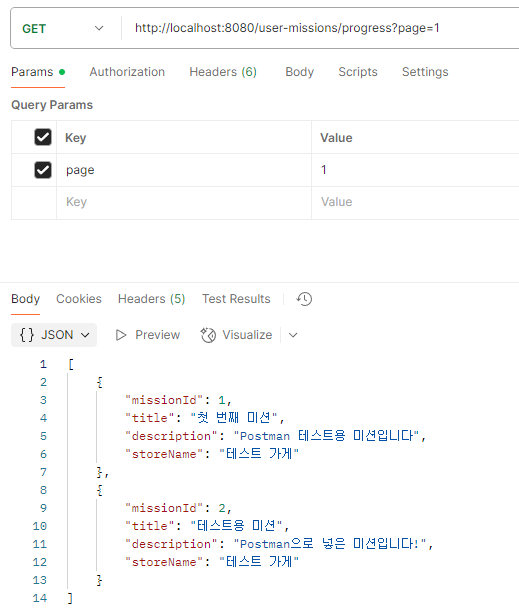 GET http://localhost:8080/user-missions/progress?page=1
Params Authorization Headers (6) Body Scripts Settings
Query Params
Key Value
page 1
Key Value
Body Cookies Headers (5) Test Results
{} JSON Preview Visualize
1 [
2 {
3 "missionId": 1,
4 "title": "첫 번째 미션",
5 "description": "Postman 테스트용 미션입니다",
6 "storeName": "테스트 가게"
7 },
8 {
9 "missionId": 2,
10 "title": "테스트용 미션",
11 "description": "Postman으로 넣은 미션입니다!",
12 "storeName": "테스트 가게"
13 }
14 ]